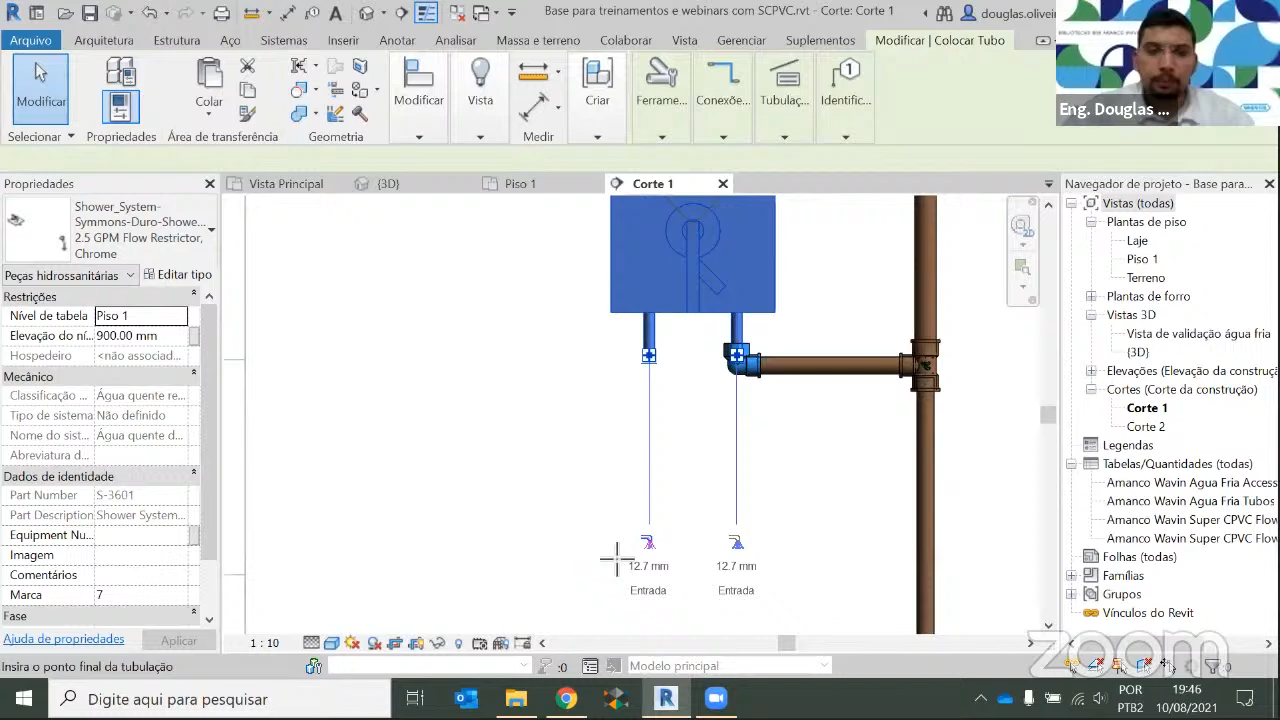 Base para treinamentos e webinars com SCPVC.rvt - Corte: Corte 1
douglas.olivei
Arquivo
Arquitetura
Estrutura
Aço
Sistemas
Massa e
Colabora
Vista
Gerenciar
Modificar | Colocar Tubo
Modificar
Colar
Modificar
Vista
Criar
Ferrame...
Conexõe...
Tubulaç...
Identific...
Selecionar
Propriedades
Área de transferência
Geometria
Medir
Eng. Douglas ...
Propriedades
Vista Principal
{3D}
Piso 1
Corte 1
Navegador de projeto - Base para...
Shower_System-
Symmons-Duro-Showe...
2.5 GPM Flow Restrictor,
Chrome
Peças hidrossanitárias
Editar tipo
Restrições
Nível de tabela
Piso 1
Elevação do ní...
900.00 mm
Hospedeiro
<não associad...
Mecânico
Classificação ...
Água quente re...
Tipo de sistema
Não definido
Nome do sist...
Água quente d...
Abreviatura d...
Dados de identidade
Part Number
S-3601
Part Description
Shower System...
Equipment Nu...
Imagem
Comentários
Marca
7
Fase
Ajuda de propriedades
Aplicar
12.7 mm
12.7 mm
Entrada
Entrada
Vistas (todas)
Plantas de piso
Laje
Piso 1
Terreno
Plantas de forro
Vistas 3D
Vista de validação água fria
{3D}
Elevações (Elevação da construçã
Cortes (Corte da construção)
Corte 1
Corte 2
Legendas
Tabelas/Quantidades (todas)
Amanco Wavin Agua Fria Access
Amanco Wavin Agua Fria Tubos
Amanco Wavin Super CPVC Flow
Amanco Wavin Super CPVC Flow
Folhas (todas)
Famílias
Grupos
Vínculos do Revit
1 : 10
Insira o ponto final da tubulação
:0
Modelo principal
zoom
Digite aqui para pesquisar
POR
PTB2
19:46
10/08/2021